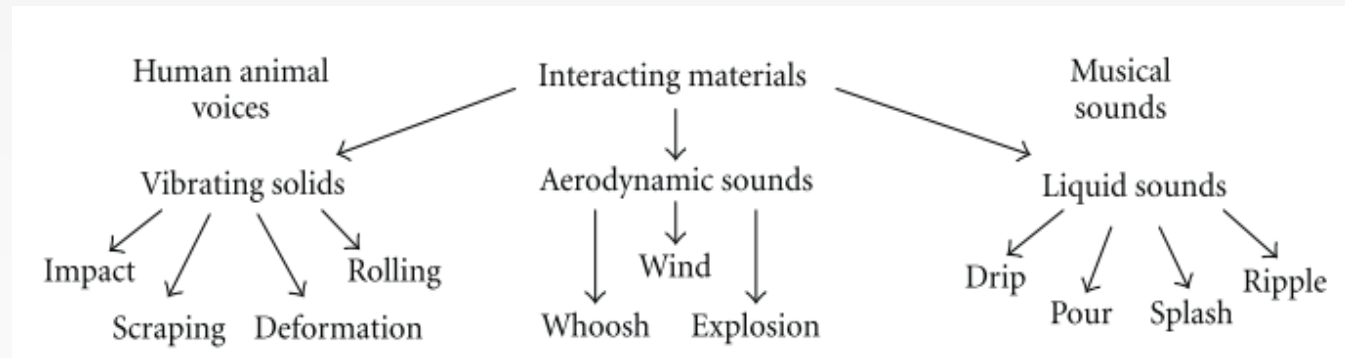 Human animal
voices
Interacting materials
Musical
sounds
Vibrating solids
Aerodynamic sounds
Liquid sounds
Impact
Scraping
Deformation
Rolling
Whoosh
Wind
Explosion
Drip
Pour
Splash
Ripple